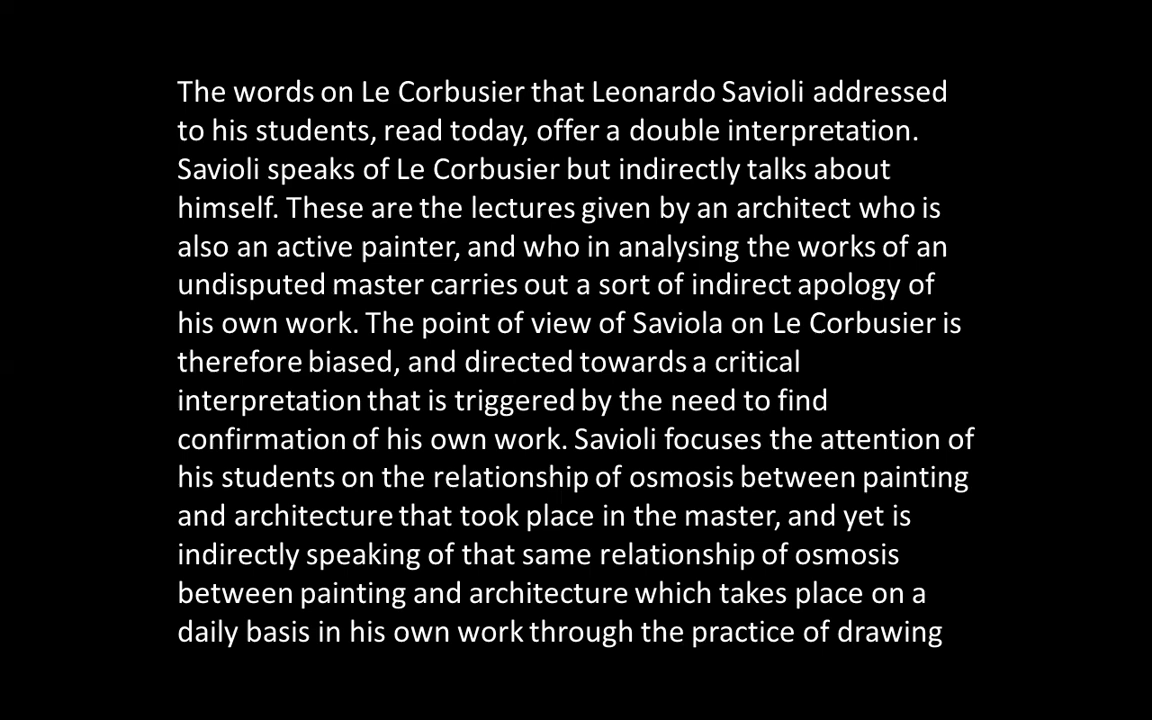 The words on Le Corbusier that Leonardo Savioli addressed
to his students, read today, offer a double interpretation.
Savioli speaks of Le Corbusier but indirectly talks about
himself. These are the lectures given by an architect who is
also an active painter, and who in analysing the works of an
undisputed master carries out a sort of indirect apology of
his own work. The point of view of Saviola on Le Corbusier is
therefore biased, and directed towards a critical
interpretation that is triggered by the need to find
confirmation of his own work. Savioli focuses the attention of
his students on the relationship of osmosis between painting
and architecture that took place in the master, and yet is
indirectly speaking of that same relationship of osmosis
between painting and architecture which takes place on a
daily basis in his own work through the practice of drawing